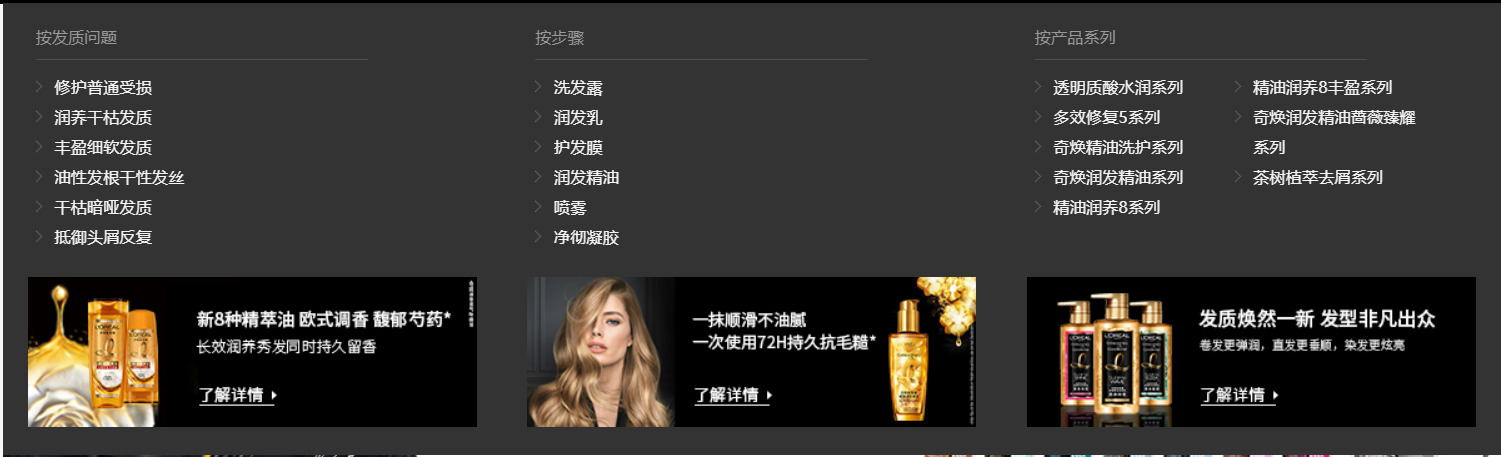 按发质问题
修护普通受损
润养干枯发质
丰盈细软发质
油性发根干性发丝
干枯暗哑发质
抵御头屑反复
按步骤
洗发露
润发乳
护发膜
润发精油
喷雾
净彻凝胶
按产品系列
透明质酸水润系列
多效修复5系列
奇焕精油洗护系列
奇焕润发精油系列
精油润养8系列
精油润养8丰盈系列
奇焕润发精油蔷薇臻耀
系列
茶树植萃去屑系列
新8种精萃油 欧式调香 馥郁芍药*
长效润养秀发同时持久留香
了解详情
一抹顺滑不油腻
一次使用72H持久抗毛糙*
了解详情
发质焕然一新 发型非凡出众
卷发更弹润，直发更垂顺，染发更炫亮
了解详情